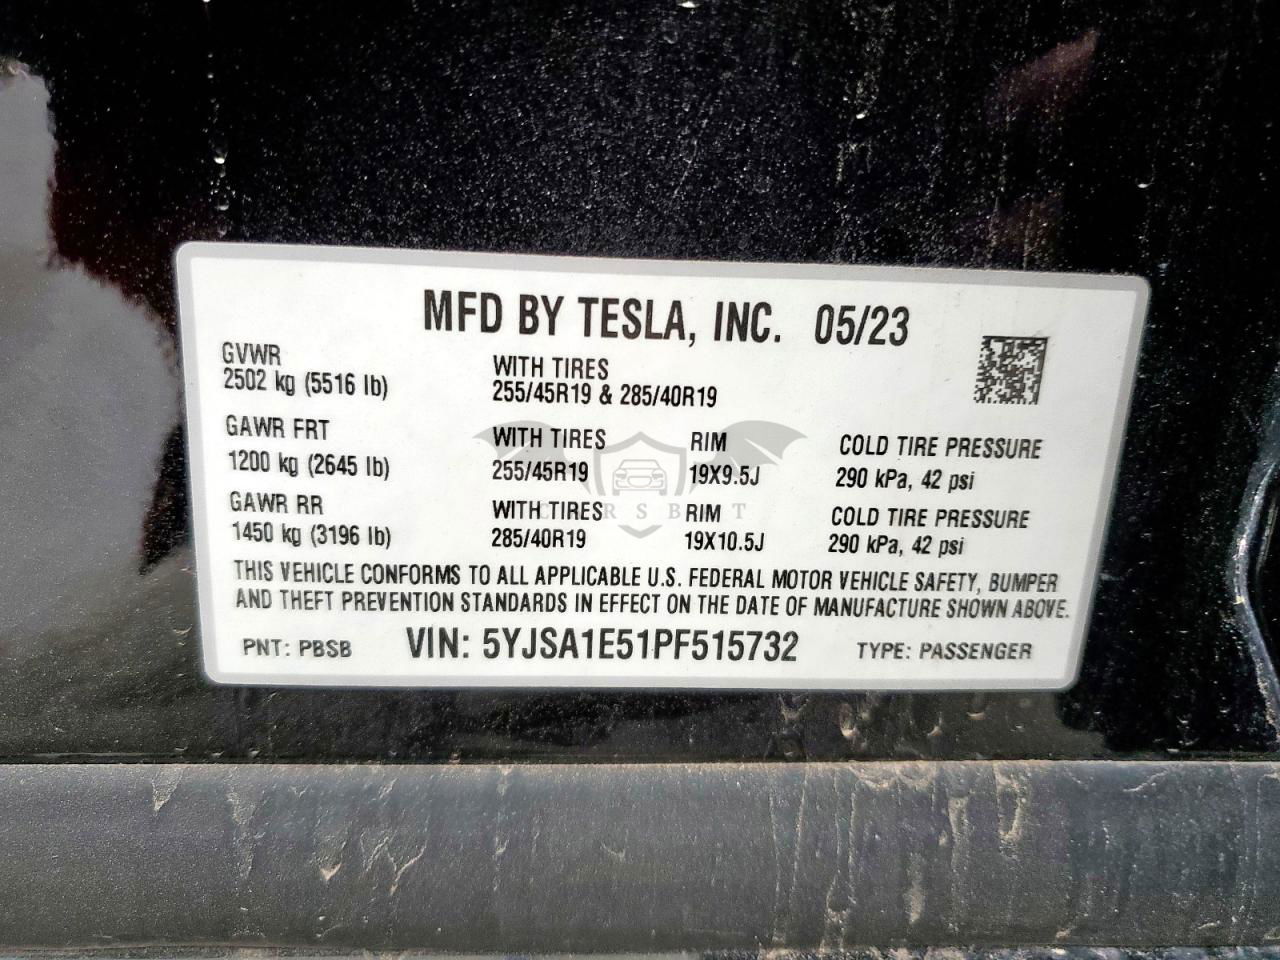 MFD BY TESLA, INC. 05/23
GVWR
2502 kg (5516 lb)
WITH TIRES
255/45R19 & 285/40R19
GAWR FRT
1200 kg (2645 lb)
WITH TIRES
255/45R19
RIM
19X9.5J
COLD TIRE PRESSURE
290 kPa, 42 psi
GAWR RR
1450 kg (3196 lb)
WITH TIRES
285/40R19
RIM
19X10.5J
COLD TIRE PRESSURE
290 kPa, 42 psi
THIS VEHICLE CONFORMS TO ALL APPLICABLE U.S. FEDERAL MOTOR VEHICLE SAFETY, BUMPER
AND THEFT PREVENTION STANDARDS IN EFFECT ON THE DATE OF MANUFACTURE SHOWN ABOVE.
PNT: PBSB
VIN: 5YJSA1E51PF515732
TYPE: PASSENGER